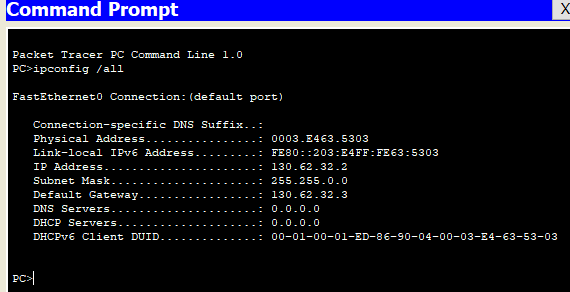 Command Prompt
X
Packet Tracer PC Command Line 1.0
PC>ipconfig /all
FastEthernet0 Connection:(default port)
Connection-specific DNS Suffix..:
Physical Address................: 0003.E463.5303
Link-local IPv6 Address.........: FE80::203:E4FF:FE63:5303
IP Address......................: 130.62.32.2
Subnet Mask.....................: 255.255.0.0
Default Gateway.................: 130.62.32.3
DNS Servers.....................: 0.0.0.0
DHCP Servers....................: 0.0.0.0
DHCPv6 Client DUID..............: 00-01-00-01-ED-86-90-04-00-03-E4-63-53-03
PC>